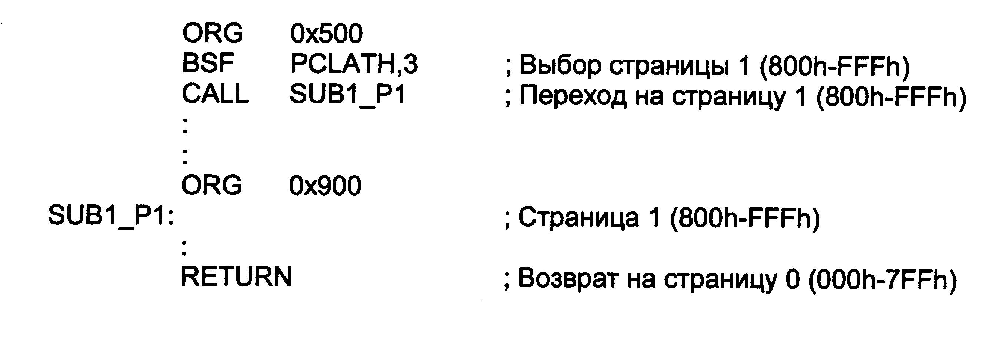 ORG 0x500
BSF PCLATH,3 ; Выбор страницы 1 (800h-FFFh)
CALL SUB1_P1 ; Переход на страницу 1 (800h-FFFh)
:
:
ORG 0x900
SUB1_P1: ; Страница 1 (800h-FFFh)
:
RETURN ; Возврат на страницу 0 (000h-7FFh)